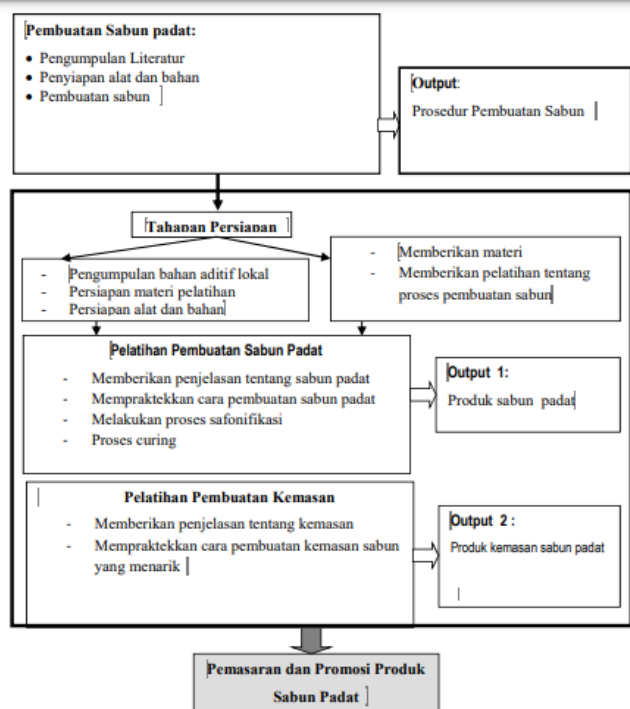 Pembuatan Sabun padat:
• Pengumpulan Literatur
• Penyiapan alat dan bahan
• Pembuatan sabun
Output:
Prosedur Pembuatan Sabun
Tahapan Persiapan
- Pengumpulan bahan aditif lokal
- Persiapan materi pelatihan
- Persiapan alat dan bahan
- Memberikan materi
- Memberikan pelatihan tentang
proses pembuatan sabun
Pelatihan Pembuatan Sabun Padat
- Memberikan penjelasan tentang sabun padat
- Mempraktekkan cara pembuatan sabun padat
- Melakukan proses safonifikasi
- Proses curing
Output 1:
Produk sabun padat
Pelatihan Pembuatan Kemasan
- Memberikan penjelasan tentang kemasan
- Mempraktekkan cara pembuatan kemasan sabun
yang menarik
Output 2 :
Produk kemasan sabun padat
Pemasaran dan Promosi Produk
Sabun Padat